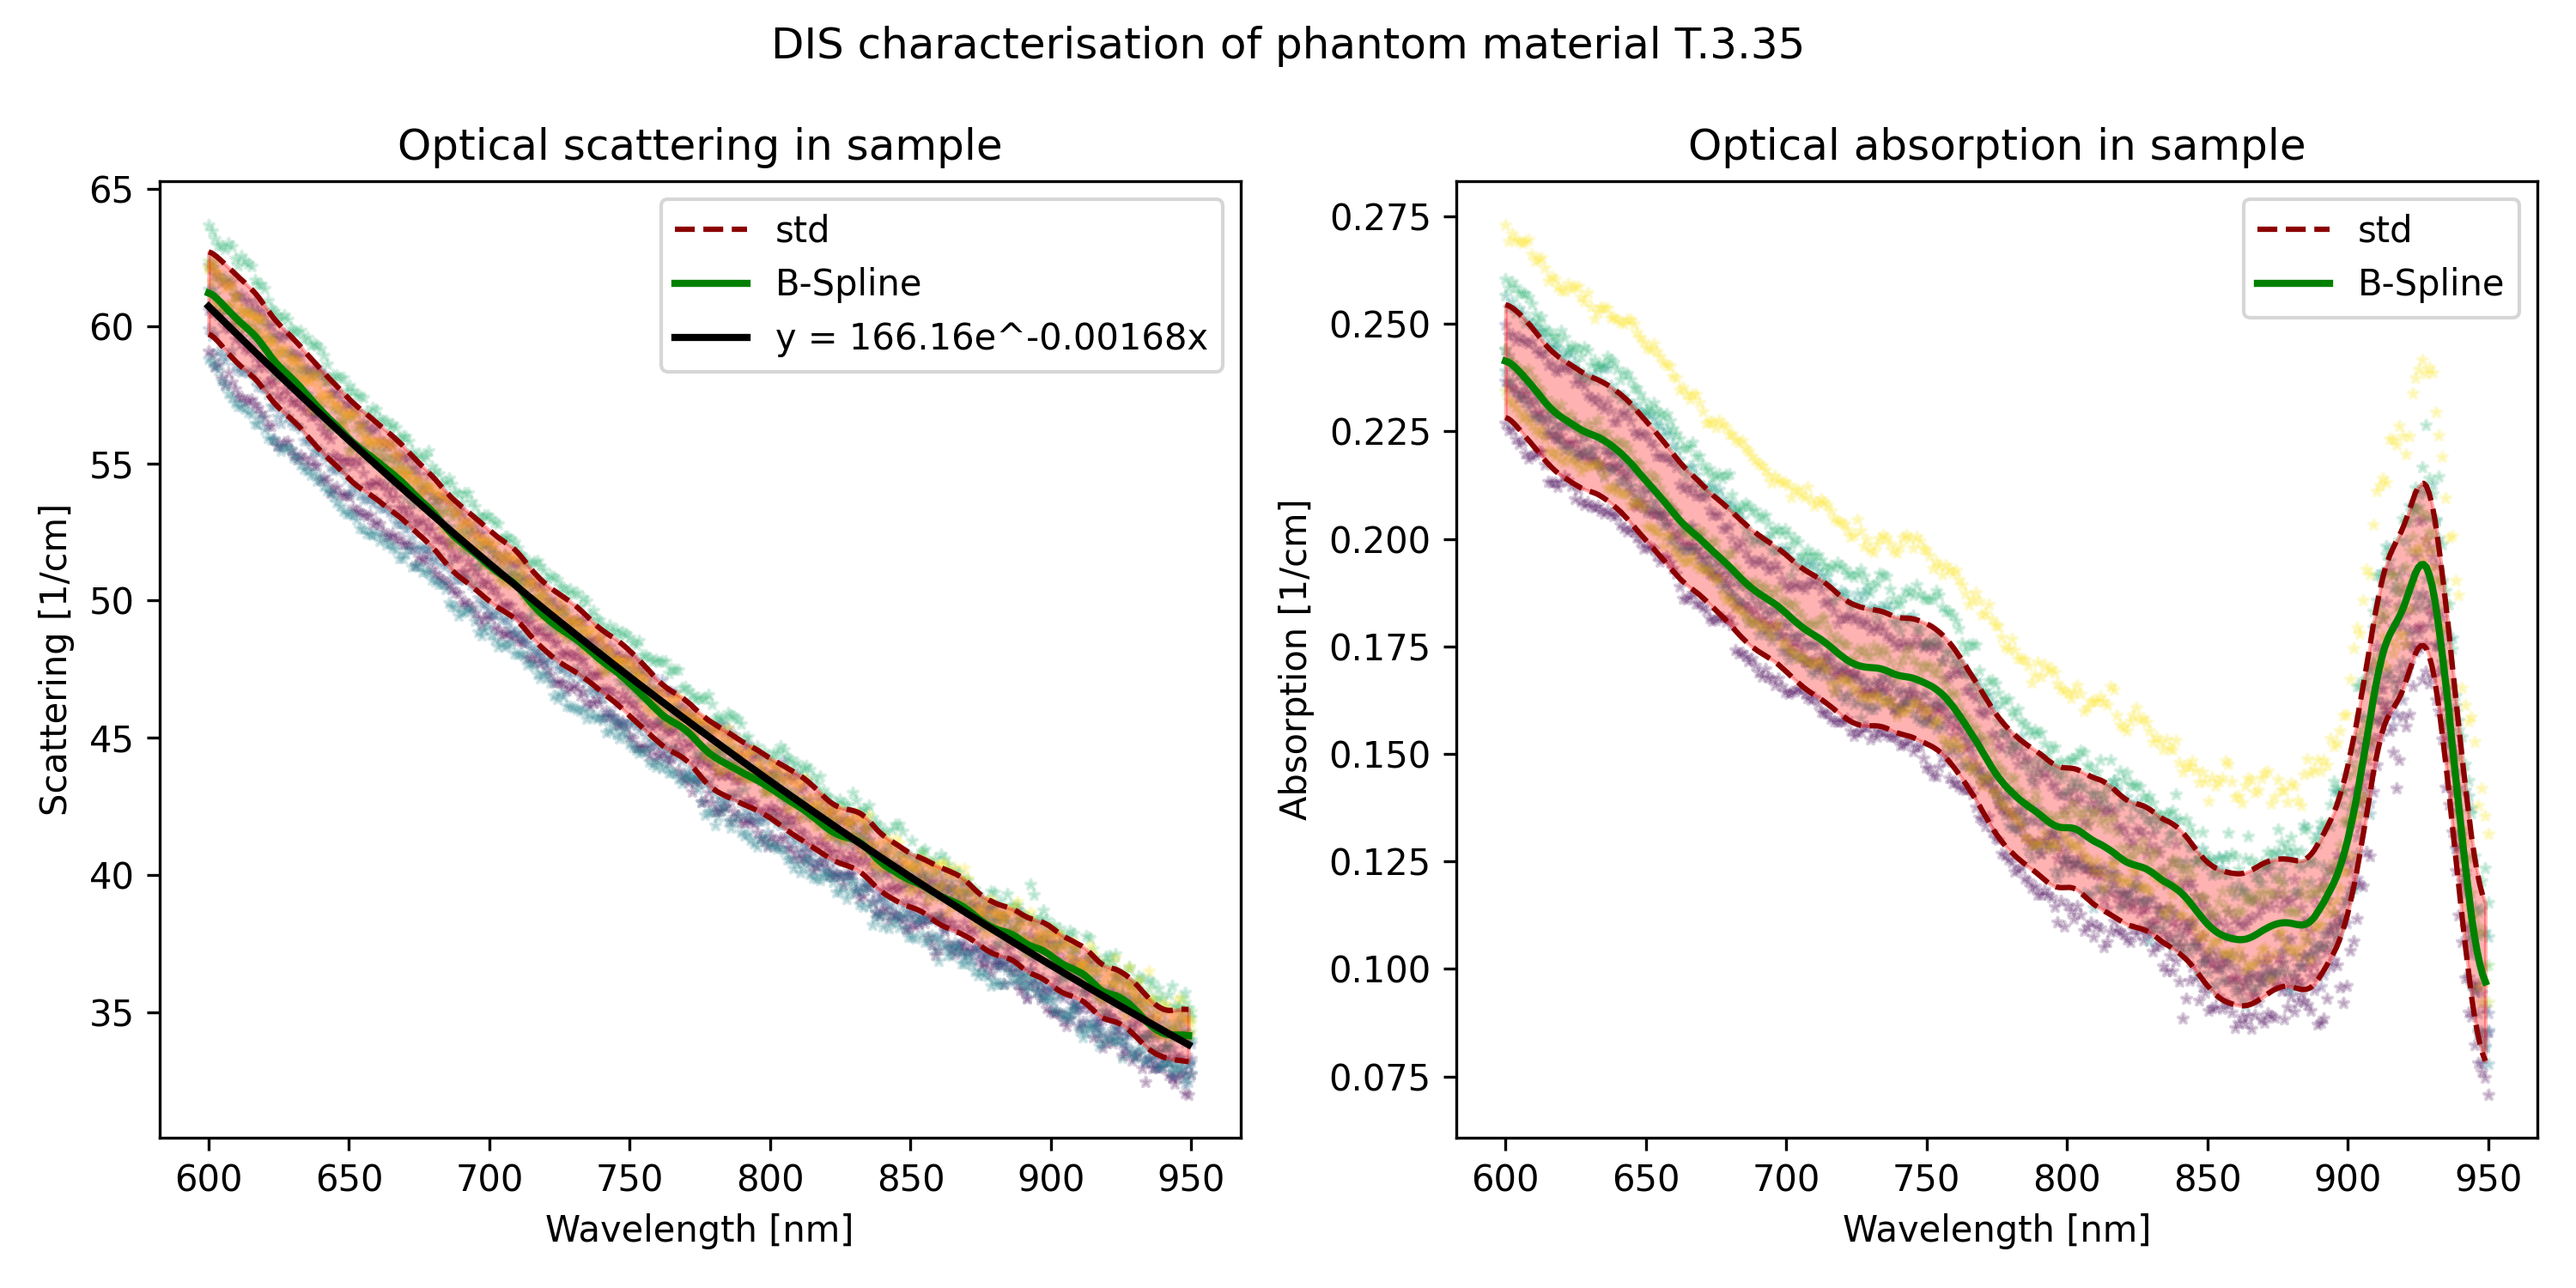 DIS characterisation of phantom material T.3.35
Optical scattering in sample
65
60
55
50
45
40
35
Scattering [1/cm]
std
B-Spline
y = 166.16e^-0.00168x
600 650 700 750 800 850 900 950
Wavelength [nm]
Optical absorption in sample
0.275
0.250
0.225
0.200
0.175
0.150
0.125
0.100
0.075
Absorption [1/cm]
std
B-Spline
600 650 700 750 800 850 900 950
Wavelength [nm]